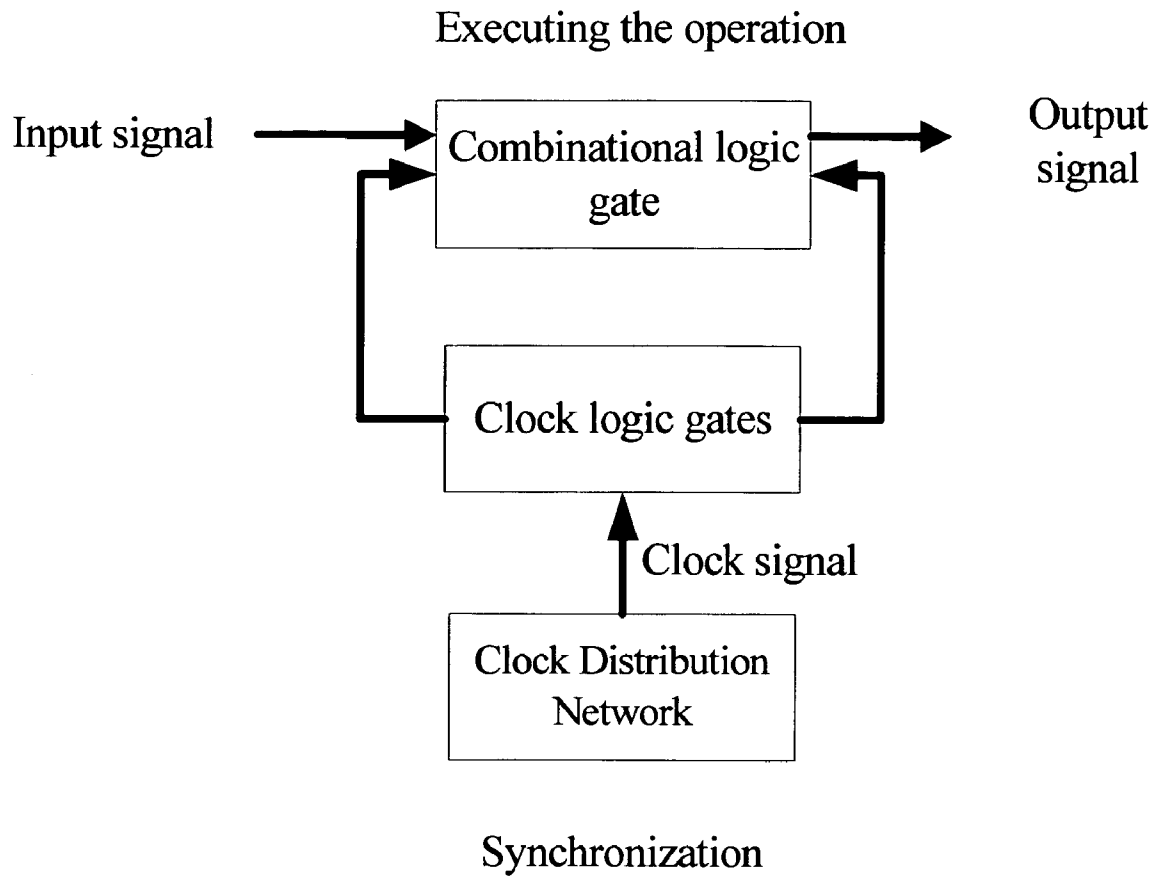 Executing the operation
Input signal
Combinational logic
gate
Output
signal
Clock logic gates
Clock signal
Clock Distribution
Network
Synchronization